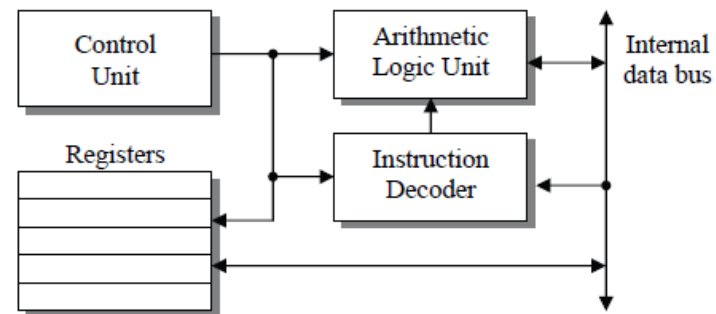 Control
Unit
Arithmetic
Logic Unit
Internal
data bus
Registers
Instruction
Decoder